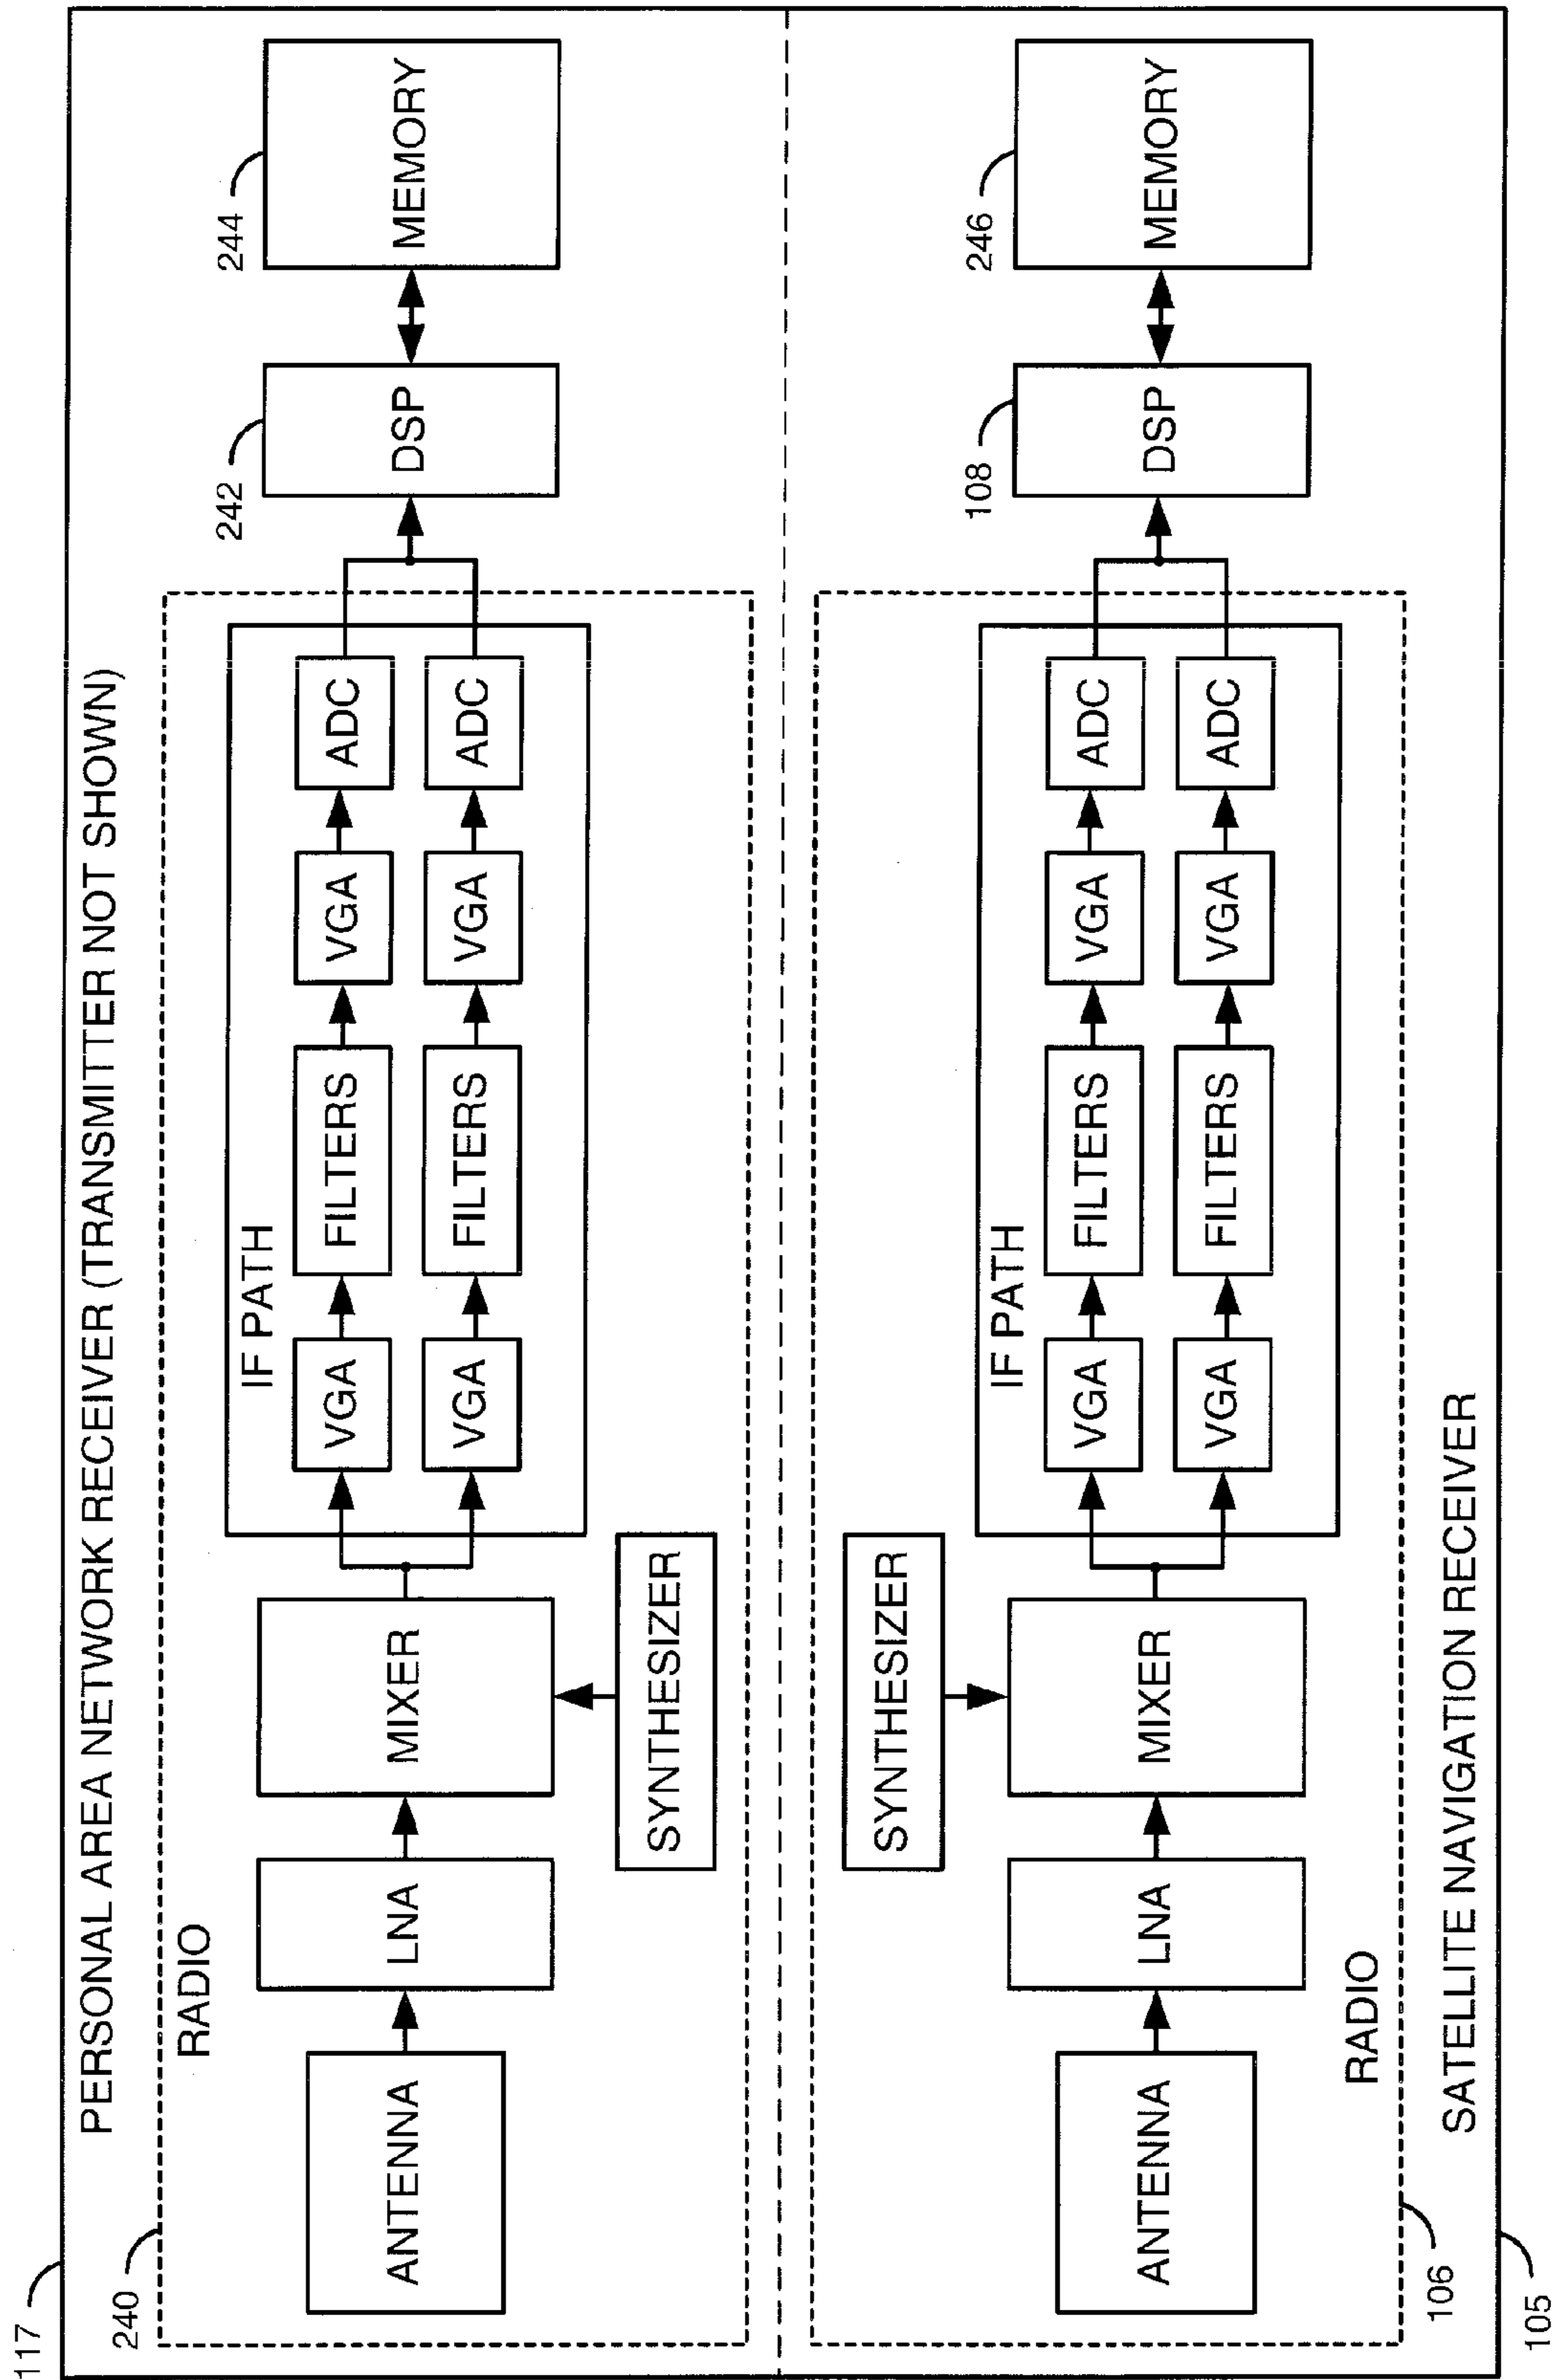 117
PERSONAL AREA NETWORK RECEIVER (TRANSMITTER NOT SHOWN)
240
RADIO
ANTENNA
LNA
MIXER
SYNTHESIZER
IF PATH
VGA
FILTERS
VGA
ADC
VGA
FILTERS
VGA
ADC
242
DSP
244
MEMORY
SYNTHESIZER
ANTENNA
LNA
MIXER
IF PATH
VGA
FILTERS
VGA
ADC
VGA
FILTERS
VGA
ADC
108
DSP
246
MEMORY
RADIO
106
SATELLITE NAVIGATION RECEIVER
105